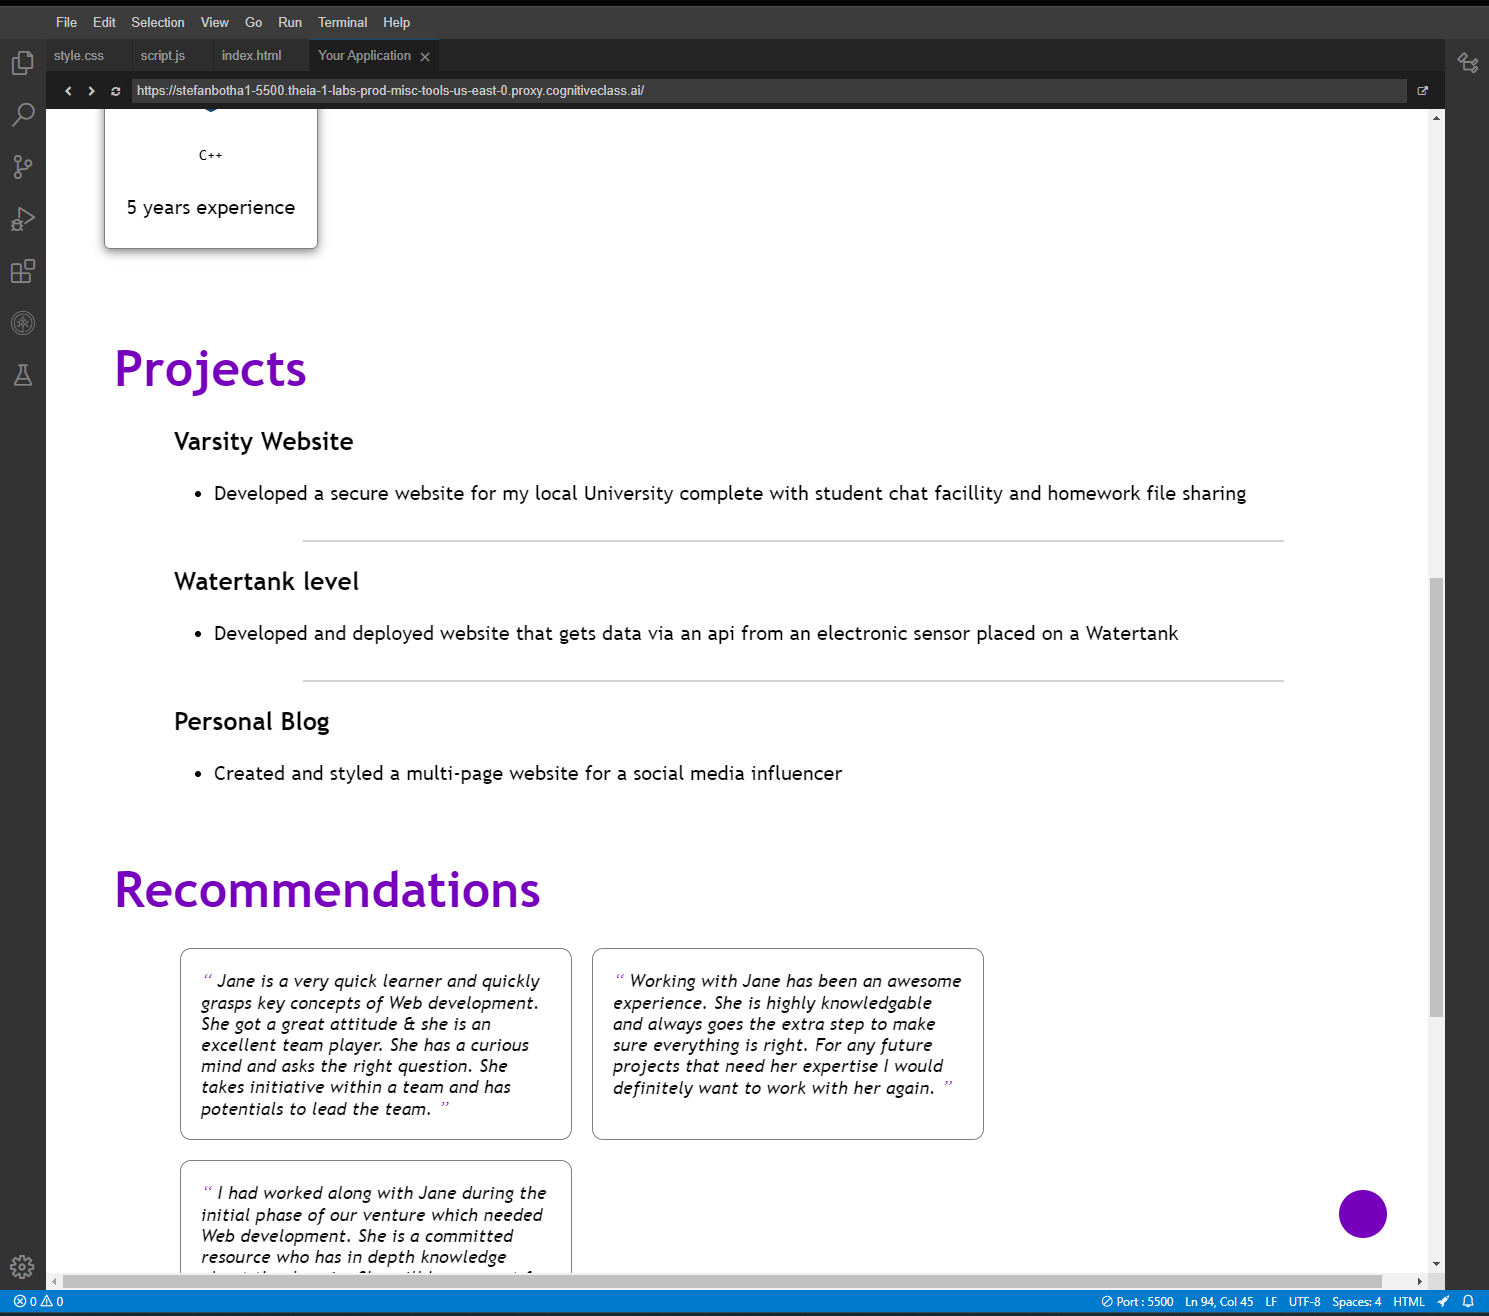 File Edit Selection View Go Run Terminal Help
style.css script.js index.html Your Application
https://stefanbotha1-5500.theia-1-labs-prod-misc-tools-us-east-0.proxy.cognitiveclass.ai/
C++
5 years experience
Projects
Varsity Website
• Developed a secure website for my local University complete with student chat facillity and homework file sharing
Watertank level
• Developed and deployed website that gets data via an api from an electronic sensor placed on a Watertank
Personal Blog
• Created and styled a multi-page website for a social media influencer
Recommendations
“ Jane is a very quick learner and quickly
grasps key concepts of Web development.
She got a great attitude & she is an
excellent team player. She has a curious
mind and asks the right question. She
takes initiative within a team and has
potentials to lead the team. ”
“ Working with Jane has been an awesome
experience. She is highly knowledgable
and always goes the extra step to make
sure everything is right. For any future
projects that need her expertise I would
definitely want to work with her again. ”
“ I had worked along with Jane during the
initial phase of our venture which needed
Web development. She is a committed
resource who has in depth knowledge
0 0 Port : 5500 Ln 94, Col 45 LF UTF-8 Spaces: 4 HTML